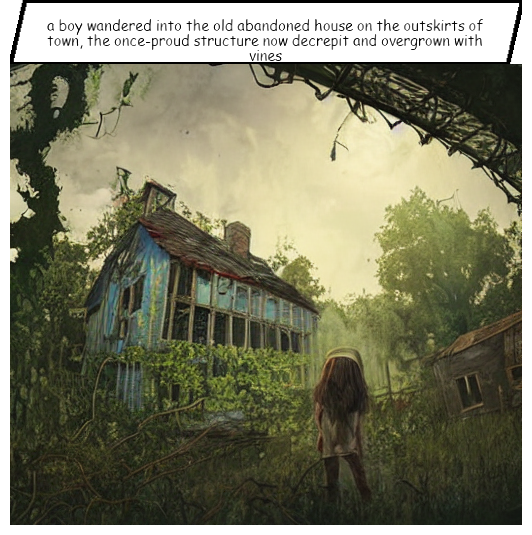 a boy wandered into the old abandoned house on the outskirts of
town, the once-proud structure now decrepit and overgrown with
vines